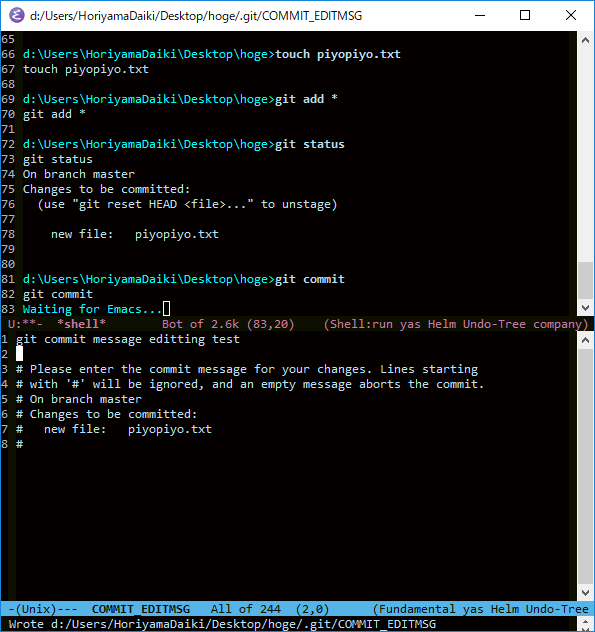 d:/Users/HoriyamaDaiki/Desktop/hoge/.git/COMMIT_EDITMSG
65
66 d:\Users\HoriyamaDaiki\Desktop\hoge>touch piyopiyo.txt
67 touch piyopiyo.txt
68
69 d:\Users\HoriyamaDaiki\Desktop\hoge>git add *
70 git add *
71
72 d:\Users\HoriyamaDaiki\Desktop\hoge>git status
73 git status
74 On branch master
75 Changes to be committed:
76   (use "git reset HEAD <file>..." to unstage)
77
78     new file:   piyopiyo.txt
79
80
81 d:\Users\HoriyamaDaiki\Desktop\hoge>git commit
82 git commit
83 Waiting for Emacs...
U:**-  *shell*        Bot of 2.6k (83,20)    (Shell:run yas Helm Undo-Tree company)
1 git commit message editting test
2
3 # Please enter the commit message for your changes. Lines starting
4 # with '#' will be ignored, and an empty message aborts the commit.
5 # On branch master
6 # Changes to be committed:
7 #   new file:   piyopiyo.txt
8 #
-(Unix)---  COMMIT_EDITMSG   All of 244  (2,0)      (Fundamental yas Helm Undo-Tree
Wrote d:/Users/HoriyamaDaiki/Desktop/hoge/.git/COMMIT_EDITMSG